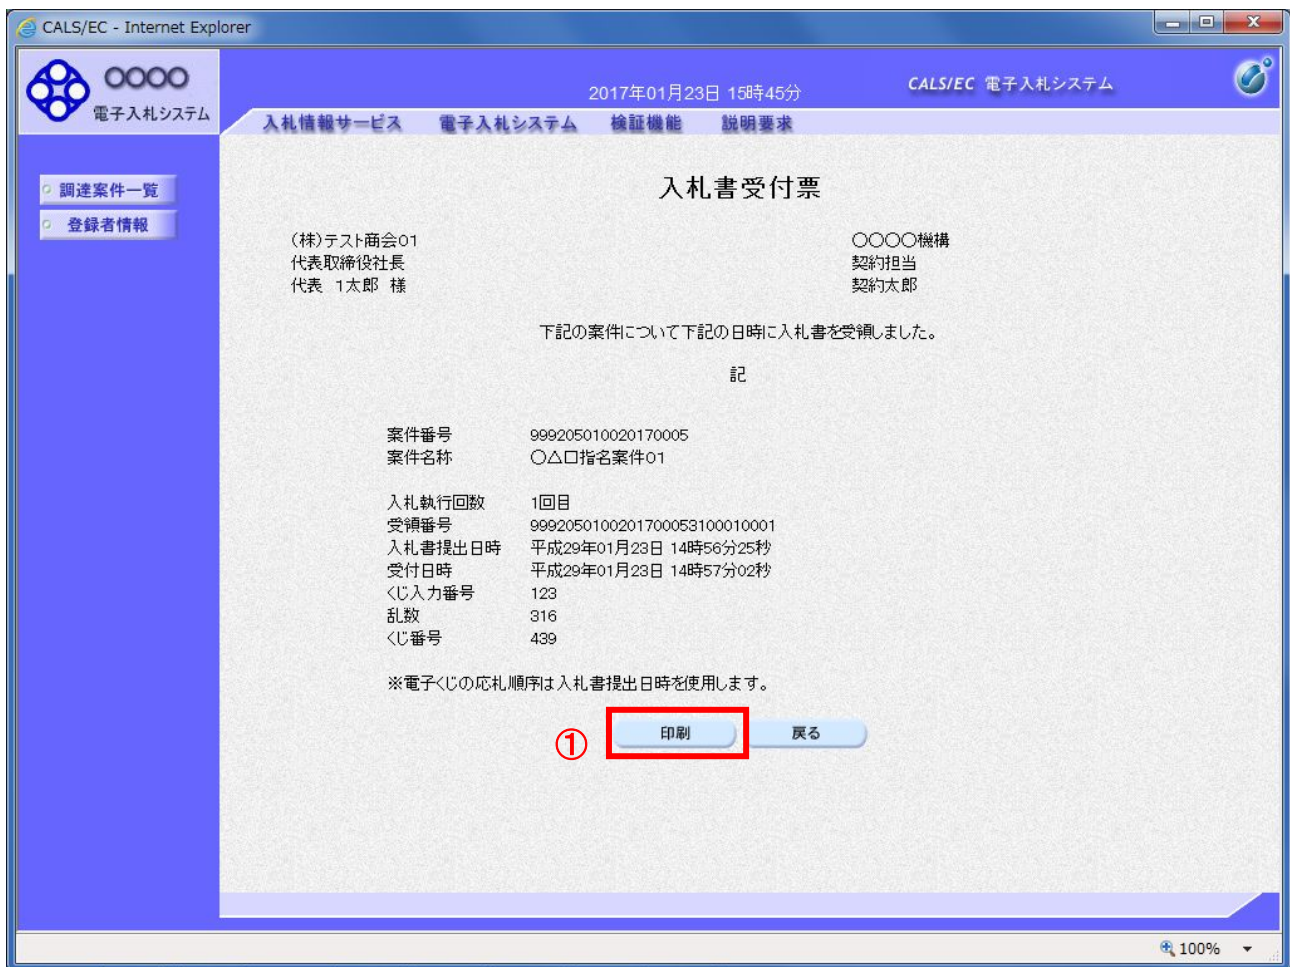 CALS/EC - Internet Explorer
〇〇〇〇
電子入札システム
2017年01月23日 15時45分
CALS/EC 電子入札システム
入札情報サービス 電子入札システム 検証機能 説明要求
調達案件一覧
登録者情報
入札書受付票
(株)テスト商会01
代表取締役社長
代表 1太郎 様
〇〇〇〇機構
契約担当
契約太郎
下記の案件について下記の日時に入札書を受領しました。
記
案件番号 999205010020170005
案件名称 〇△□指名案件01
入札執行回数 1回目
受領番号 9992050100201700053100010001
入札書提出日時 平成29年01月23日 14時56分25秒
受付日時 平成29年01月23日 14時57分02秒
くじ入力番号 123
乱数 316
くじ番号 439
※電子くじの応札順序は入札書提出日時を使用します。
① 印刷 戻る
100%